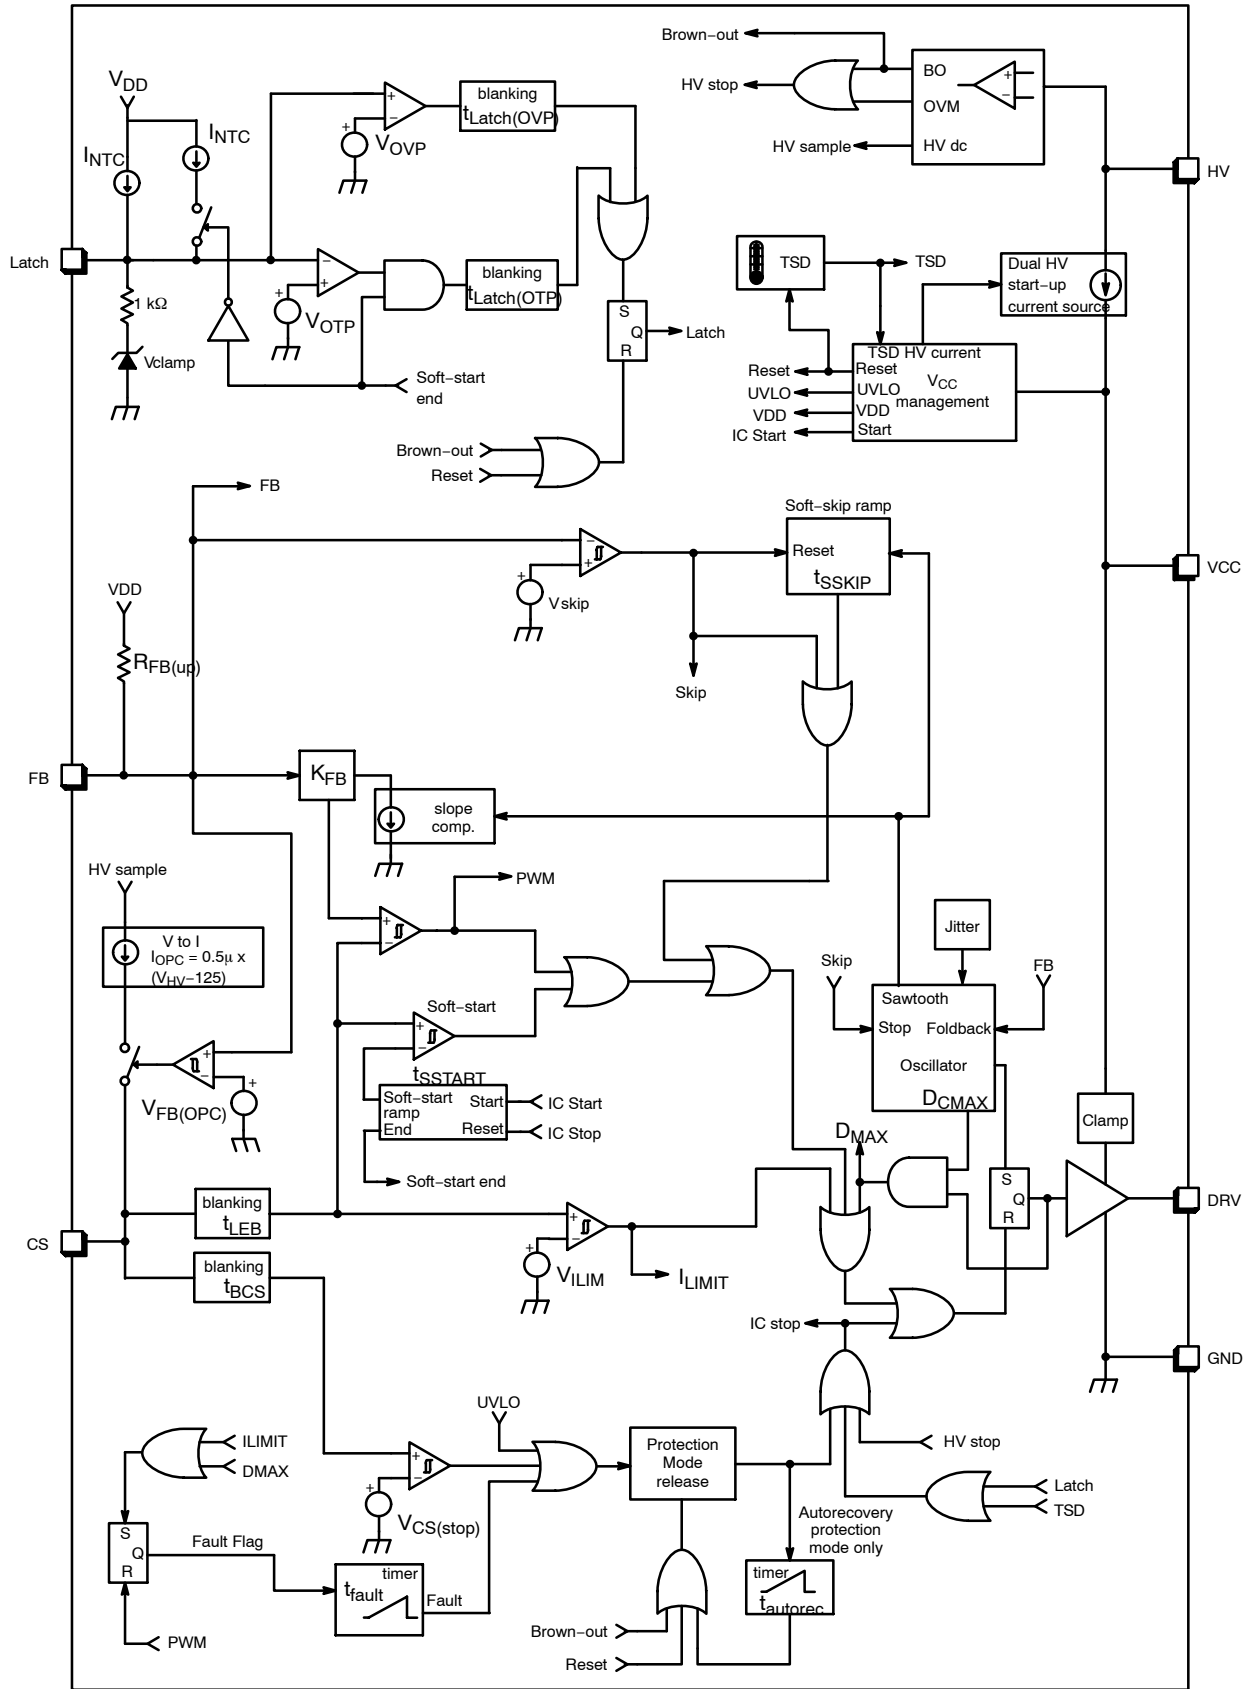 Brown-out
BO
HV stop
OVM
HV sample
HV dc
+
−
HV
VDD
INTC
INTC
blanking
tLatch(OVP)
+
−
+
VOVP
Latch
1 kΩ
Vclamp
−
+
+
VOTP
blanking
tLatch(OTP)
S
Q
R
Latch
Soft-start
end
TSD
TSD
Dual HV
start-up
current source
TSD HV current
Reset
Reset
UVLO
UVLO
VCC
management
VDD
VDD
IC Start
Start
Brown-out
Reset
FB
Soft-skip ramp
−
+
Reset
tSSKIP
+
Vskip
VCC
VDD
RFB(up)
Skip
FB
KFB
slope
comp.
HV sample
PWM
V to I
IOPC = 0.5μ x
(VHV−125)
+
−
Jitter
Skip
FB
Soft-start
+
−
Sawtooth
Stop
Foldback
Oscillator
DCMAX
+
−
+
VFB(OPC)
tSSTART
Soft-start
ramp
End
Start
Reset
IC Start
IC Stop
Soft-start end
DMAX
Clamp
S
Q
R
DRV
blanking
tLEB
CS
blanking
tBCS
+
−
+
VILIM
ILIMIT
IC stop
GND
UVLO
ILIMIT
DMAX
+
−
+
VCS(stop)
Protection
Mode
release
HV stop
Latch
TSD
Autorecovery
protection
mode only
S
Q
R
Fault Flag
timer
tfault
Fault
timer
tautorec
PWM
Brown-out
Reset